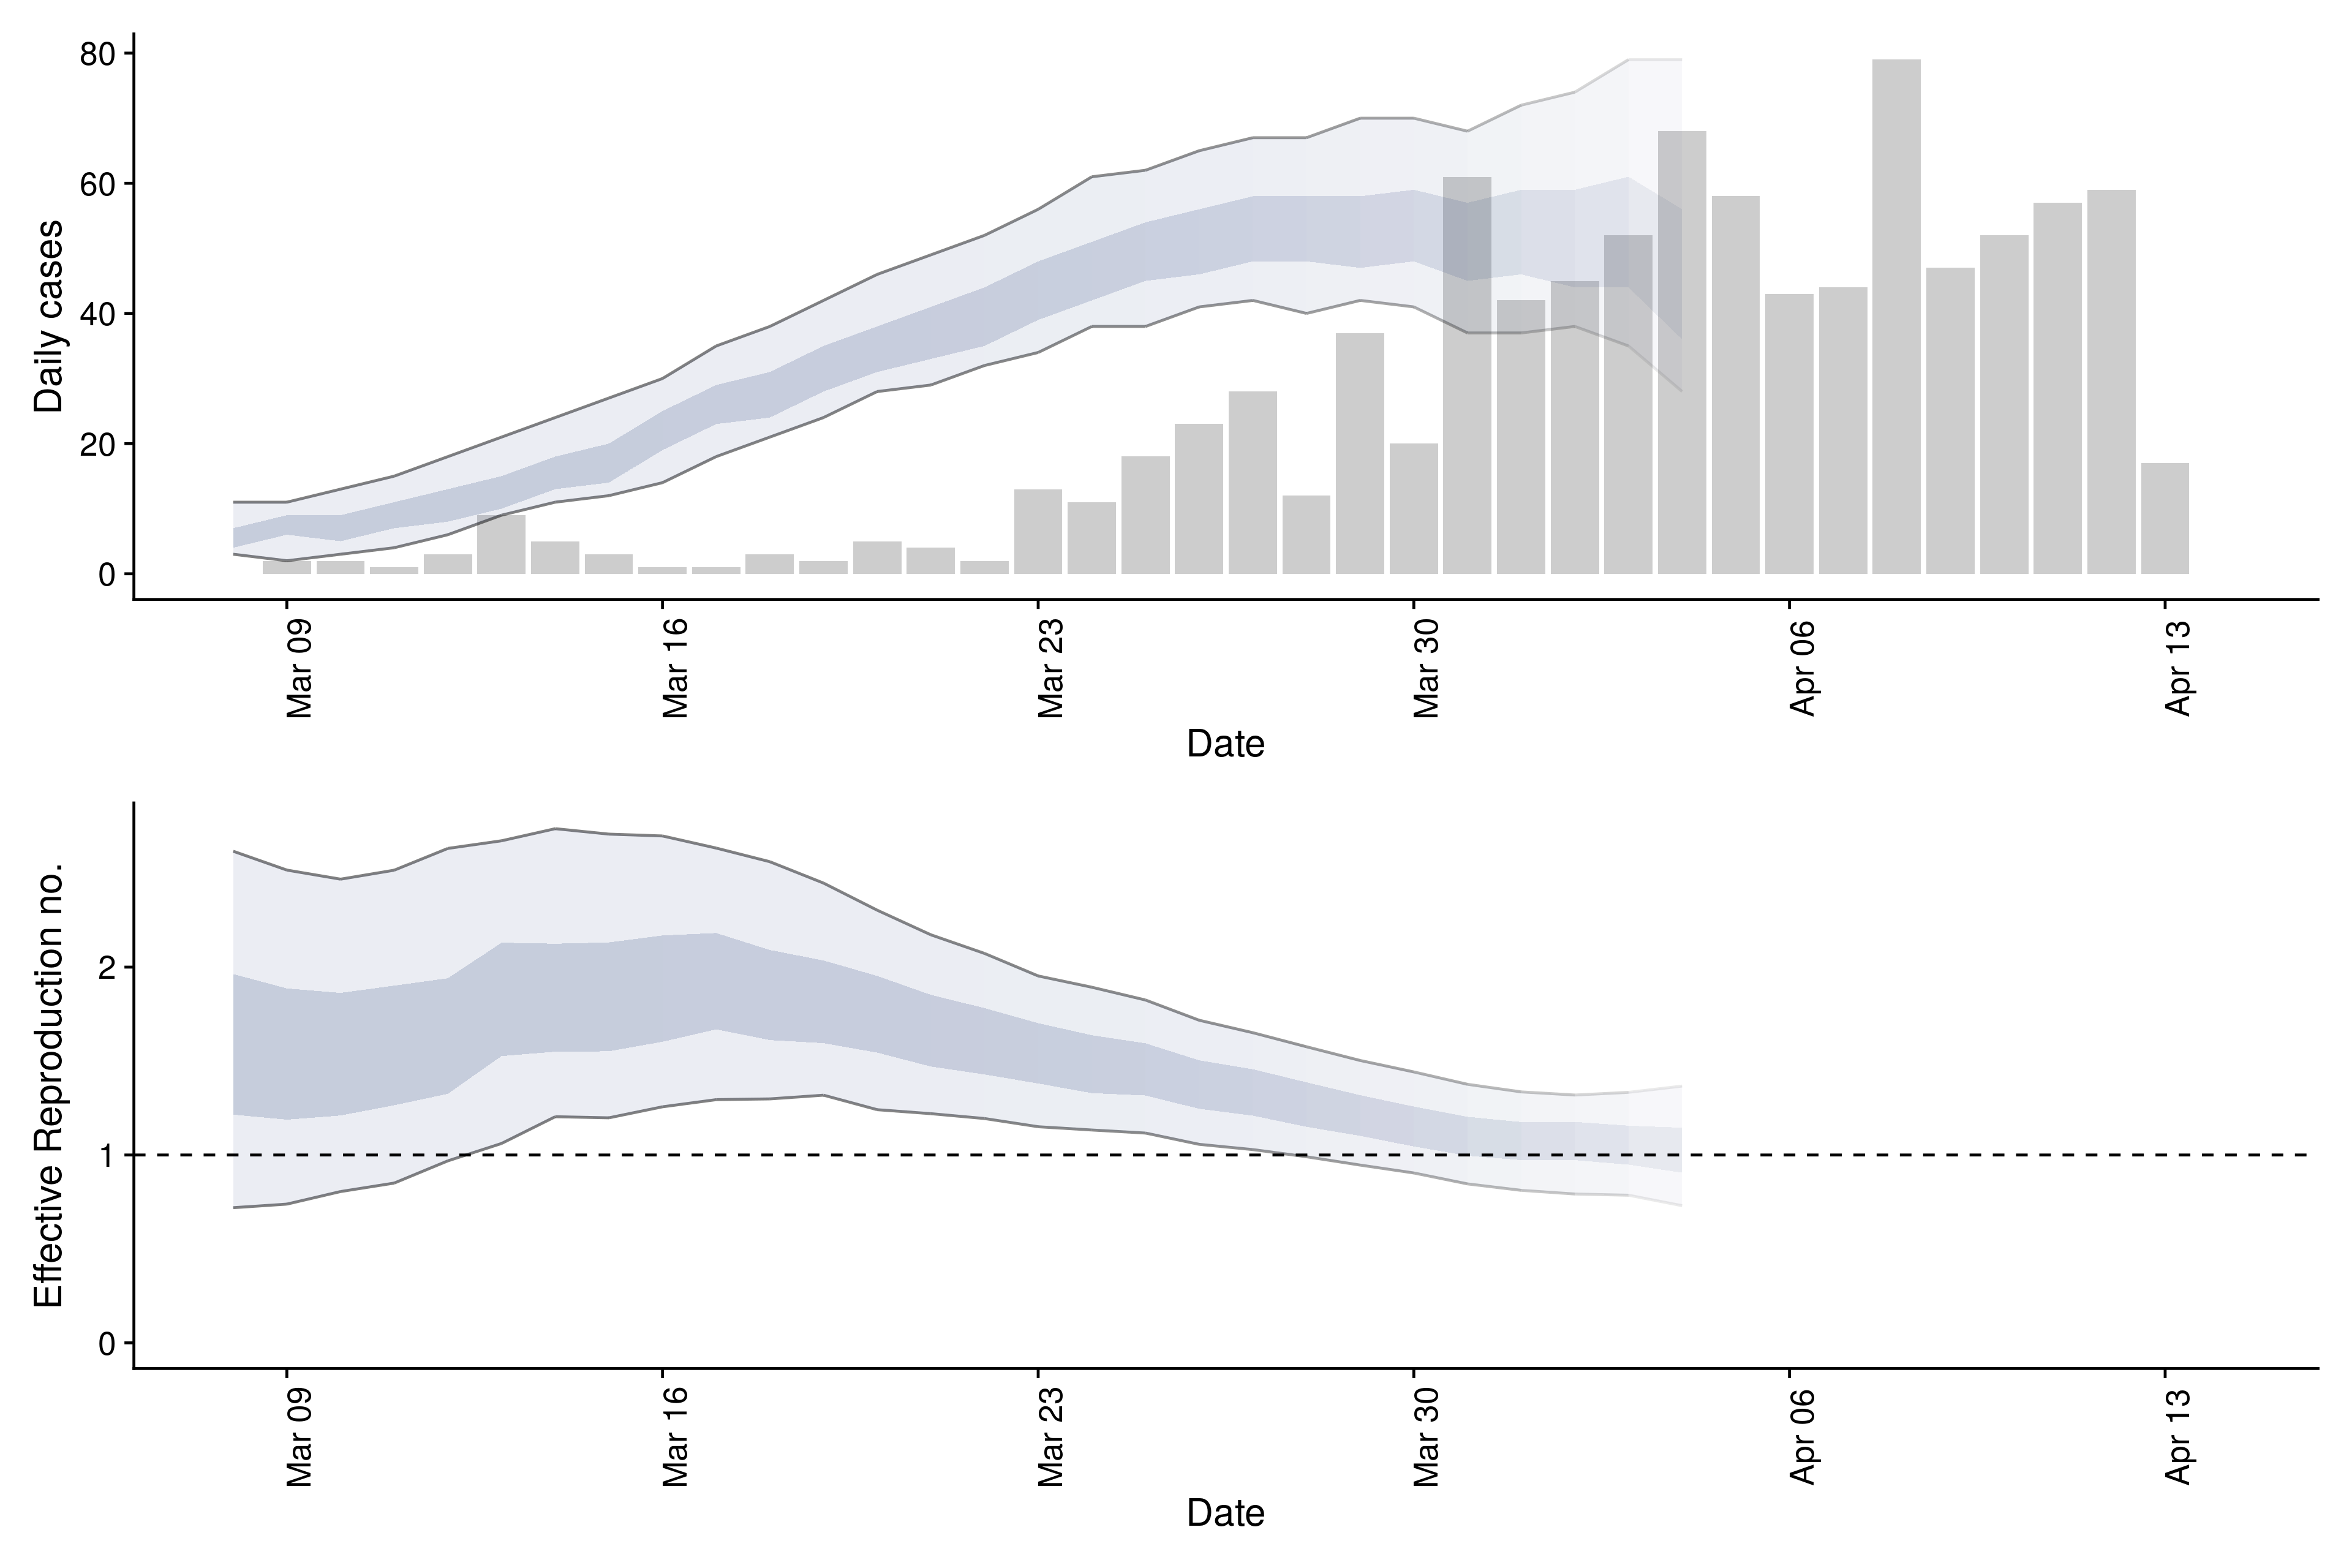 80
60
40
20
0
Daily cases
Mar 09
Mar 16
Mar 23
Mar 30
Apr 06
Apr 13
Date
2
1
0
Effective Reproduction no.
Mar 09
Mar 16
Mar 23
Mar 30
Apr 06
Apr 13
Date